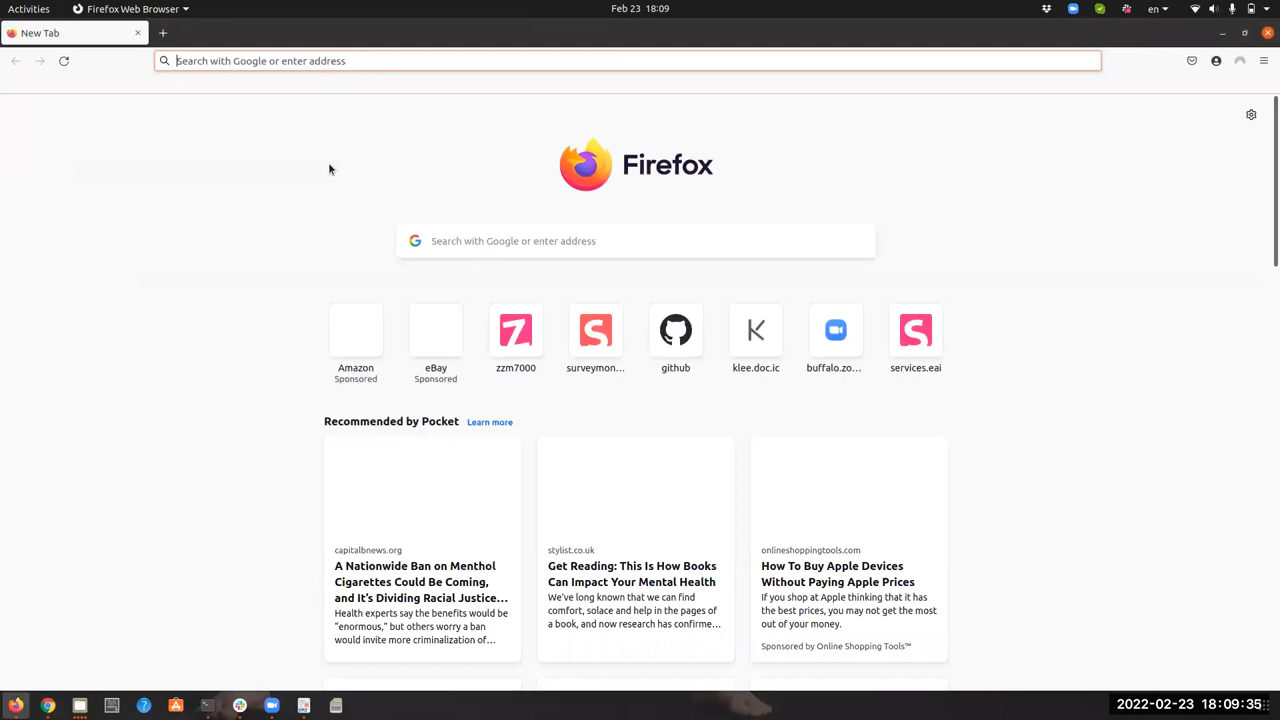 Activities
Firefox Web Browser
Feb 23 18:09
en
New Tab
Search with Google or enter address
Firefox
Search with Google or enter address
Amazon
Sponsored
eBay
Sponsored
zzm7000
surveymon...
github
klee.doc.ic
buffalo.zo...
services.eai
Recommended by Pocket Learn more
capitalbnews.org
A Nationwide Ban on Menthol
Cigarettes Could Be Coming,
and It's Dividing Racial Justice...
Health experts say the benefits would be
"enormous," but others worry a ban
would invite more criminalization of...
stylist.co.uk
Get Reading: This Is How Books
Can Impact Your Mental Health
We've long known that we can find
comfort, solace and help in the pages of
a book, and now research has confirme...
onlineshoppingtools.com
How To Buy Apple Devices
Without Paying Apple Prices
If you shop at Apple thinking that it has
the best prices, you may not get the most
out of your money.
Sponsored by Online Shopping Tools™
2022-02-23 18:09:35